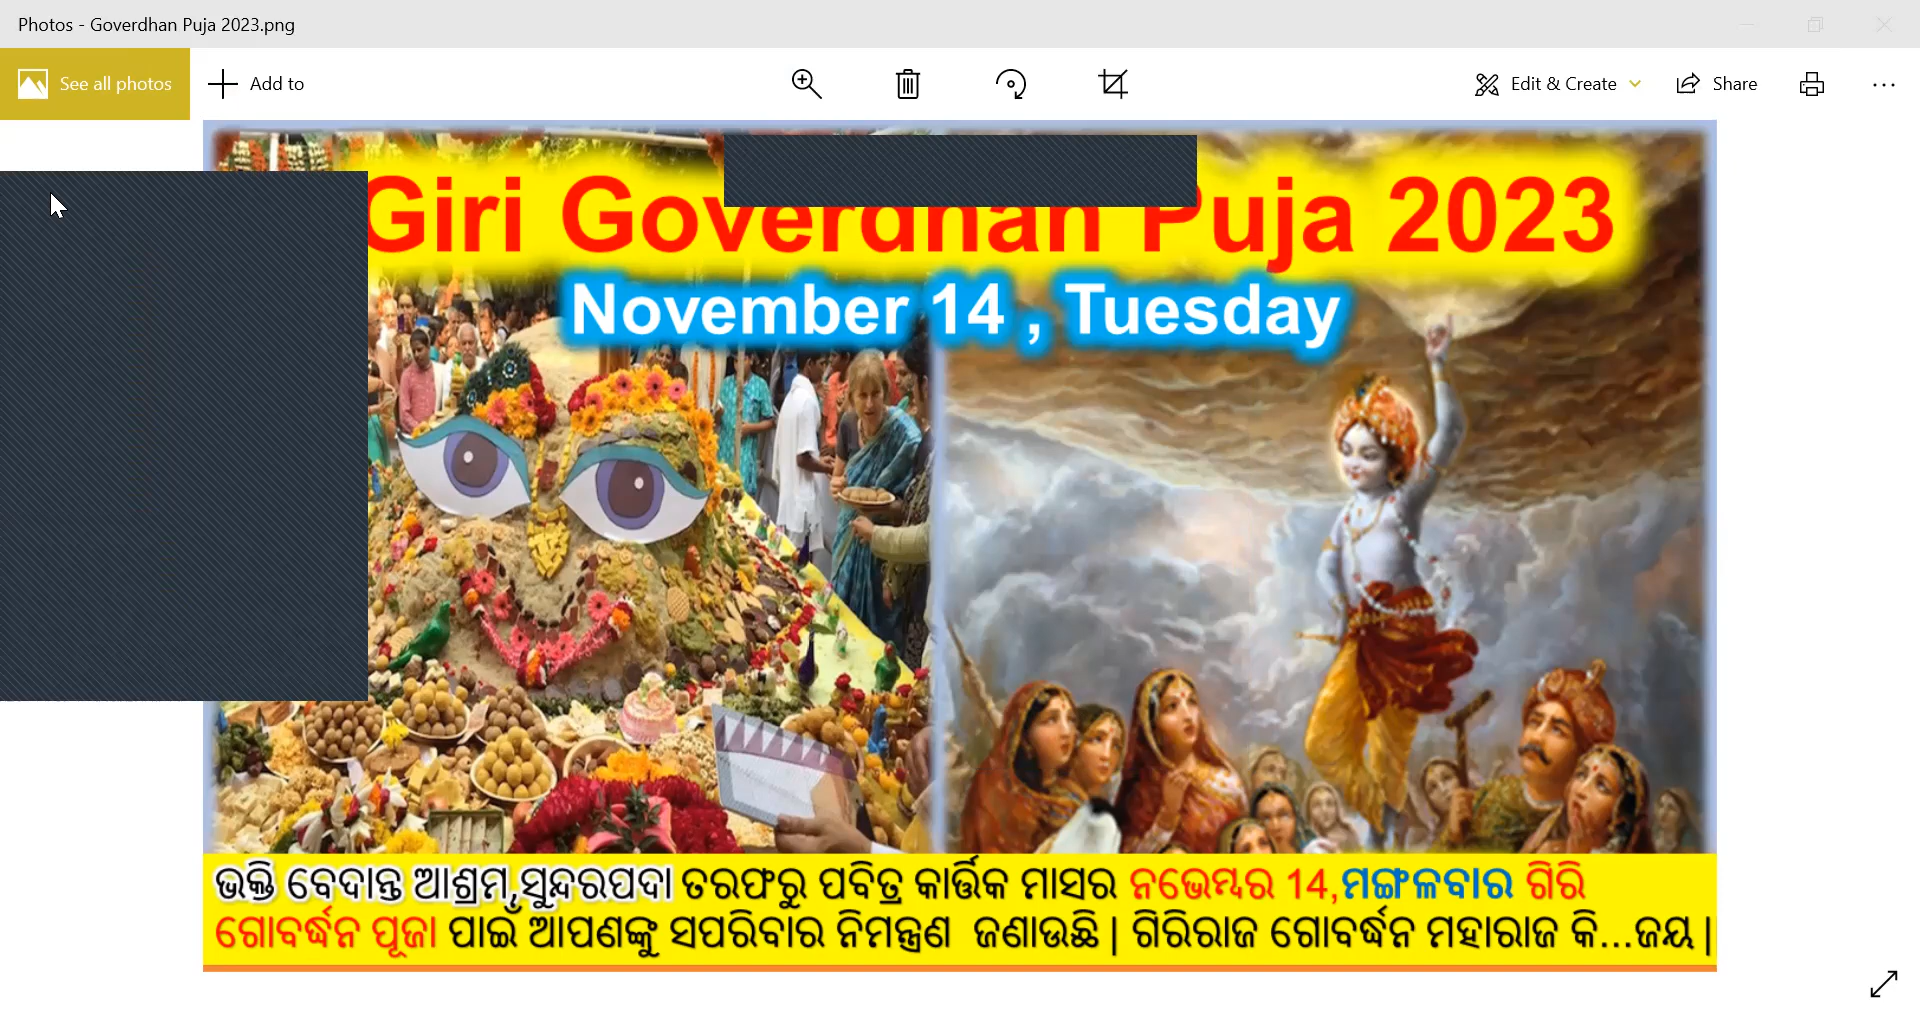 Photos - Goverdhan Puja 2023.png
See all photos
Add to
Edit & Create
Share
Giri Goverdhan Puja 2023
November 14 , Tuesday
ଭକ୍ତି ବେଦାନ୍ତ ଆଶ୍ରମ,ସୁନ୍ଦରପଦା ତରଫରୁ ପବିତ୍ର କାର୍ତ୍ତିକ ମାସର ନଭେମ୍ବର 14,ମଙ୍ଗଳବାର ଗିରି
ଗୋବର୍ଦ୍ଧନ ପୂଜା ପାଇଁ ଆପଣଙ୍କୁ ସପରିବାର ନିମନ୍ତ୍ରଣ ଜଣାଉଛି | ଗିରିରାଜ ଗୋବର୍ଦ୍ଧନ ମହାରାଜ କି...ଜୟ |